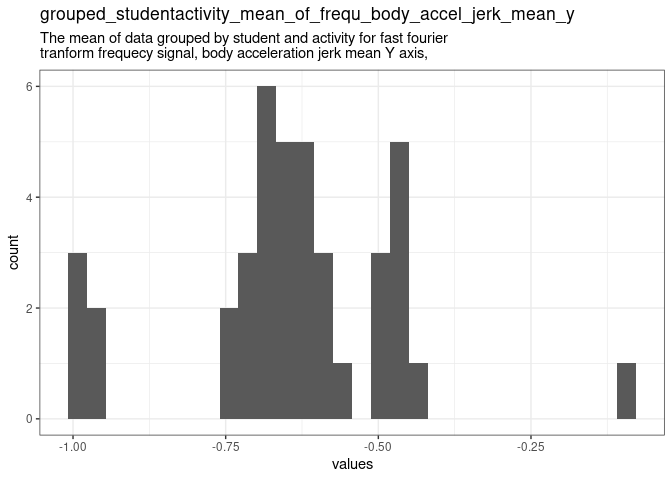 grouped_studentactivity_mean_of_frequ_body_accel_jerk_mean_y
The mean of data grouped by student and activity for fast fourier
tranform frequecy signal, body acceleration jerk mean Y axis,
6
4
2
0
count
-1.00
-0.75
-0.50
-0.25
values